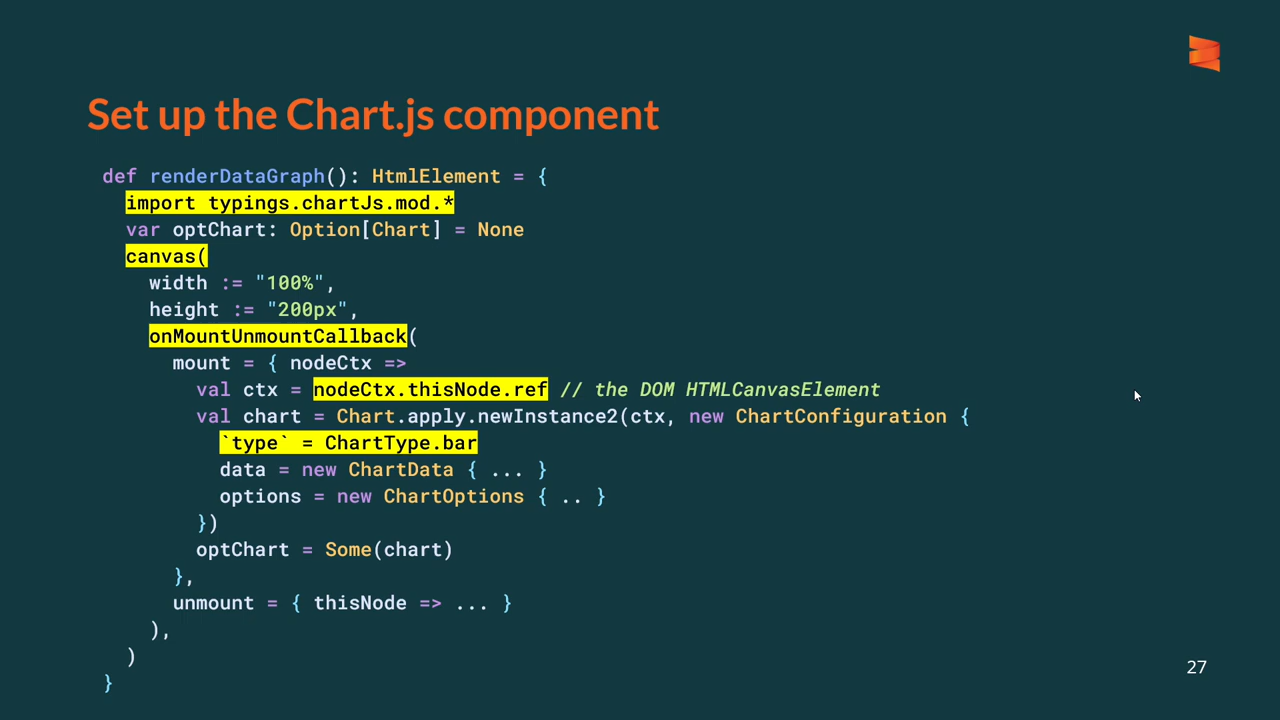 Set up the Chart.js component
def renderDataGraph(): HtmlElement = {
  import typings.chartJs.mod.*
  var optChart: Option[Chart] = None
  canvas(
    width := "100%",
    height := "200px",
    onMountUnmountCallback(
      mount = { nodeCtx =>
        val ctx = nodeCtx.thisNode.ref // the DOM HTMLCanvasElement
        val chart = Chart.apply.newInstance2(ctx, new ChartConfiguration {
          `type` = ChartType.bar
          data = new ChartData { ... }
          options = new ChartOptions { .. }
        })
        optChart = Some(chart)
      },
      unmount = { thisNode => ... }
    ),
  )
}
27